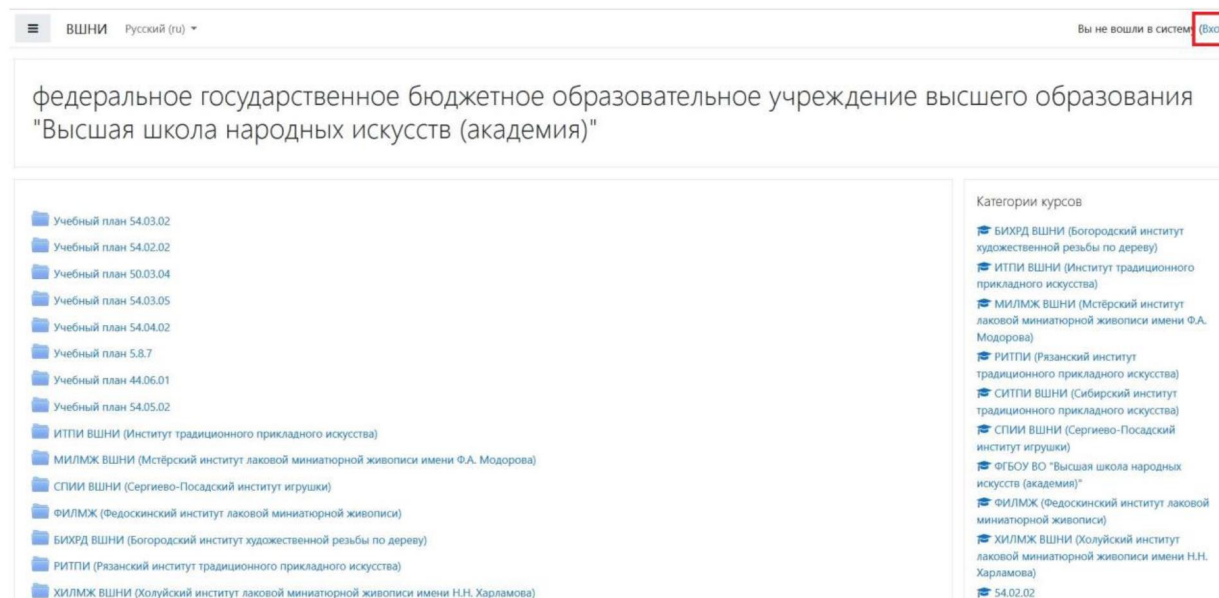 ВШНИ Русский (ru) Вы не вошли в систему (Вхо
федеральное государственное бюджетное образовательное учреждение высшего образования
"Высшая школа народных искусств (академия)"
Учебный план 54.03.02
Учебный план 54.02.02
Учебный план 50.03.04
Учебный план 54.03.05
Учебный план 54.04.02
Учебный план 5.8.7
Учебный план 44.06.01
Учебный план 54.05.02
ИТПИ ВШНИ (Институт традиционного прикладного искусства)
МИЛМЖ ВШНИ (Мстёрский институт лаковой миниатюрной живописи имени Ф.А. Модорова)
СПИИ ВШНИ (Сергиево-Посадский институт игрушки)
ФИЛМЖ (Федоскинский институт лаковой миниатюрной живописи)
БИХРД ВШНИ (Богородский институт художественной резьбы по дереву)
РИТПИ (Рязанский институт традиционного прикладного искусства)
ХИЛМЖ ВШНИ (Холуйский институт лаковой миниатюрной живописи имени Н.Н. Харламова)
Категории курсов
БИХРД ВШНИ (Богородский институт
художественной резьбы по дереву)
ИТПИ ВШНИ (Институт традиционного
прикладного искусства)
МИЛМЖ ВШНИ (Мстёрский институт
лаковой миниатюрной живописи имени Ф.А.
Модорова)
РИТПИ (Рязанский институт
традиционного прикладного искусства)
СИТПИ ВШНИ (Сибирский институт
традиционного прикладного искусства)
СПИИ ВШНИ (Сергиево-Посадский
институт игрушки)
ФГБОУ ВО "Высшая школа народных
искусств (академия)"
ФИЛМЖ (Федоскинский институт лаковой
миниатюрной живописи)
ХИЛМЖ ВШНИ (Холуйский институт
лаковой миниатюрной живописи имени Н.Н.
Харламова)
54.02.02